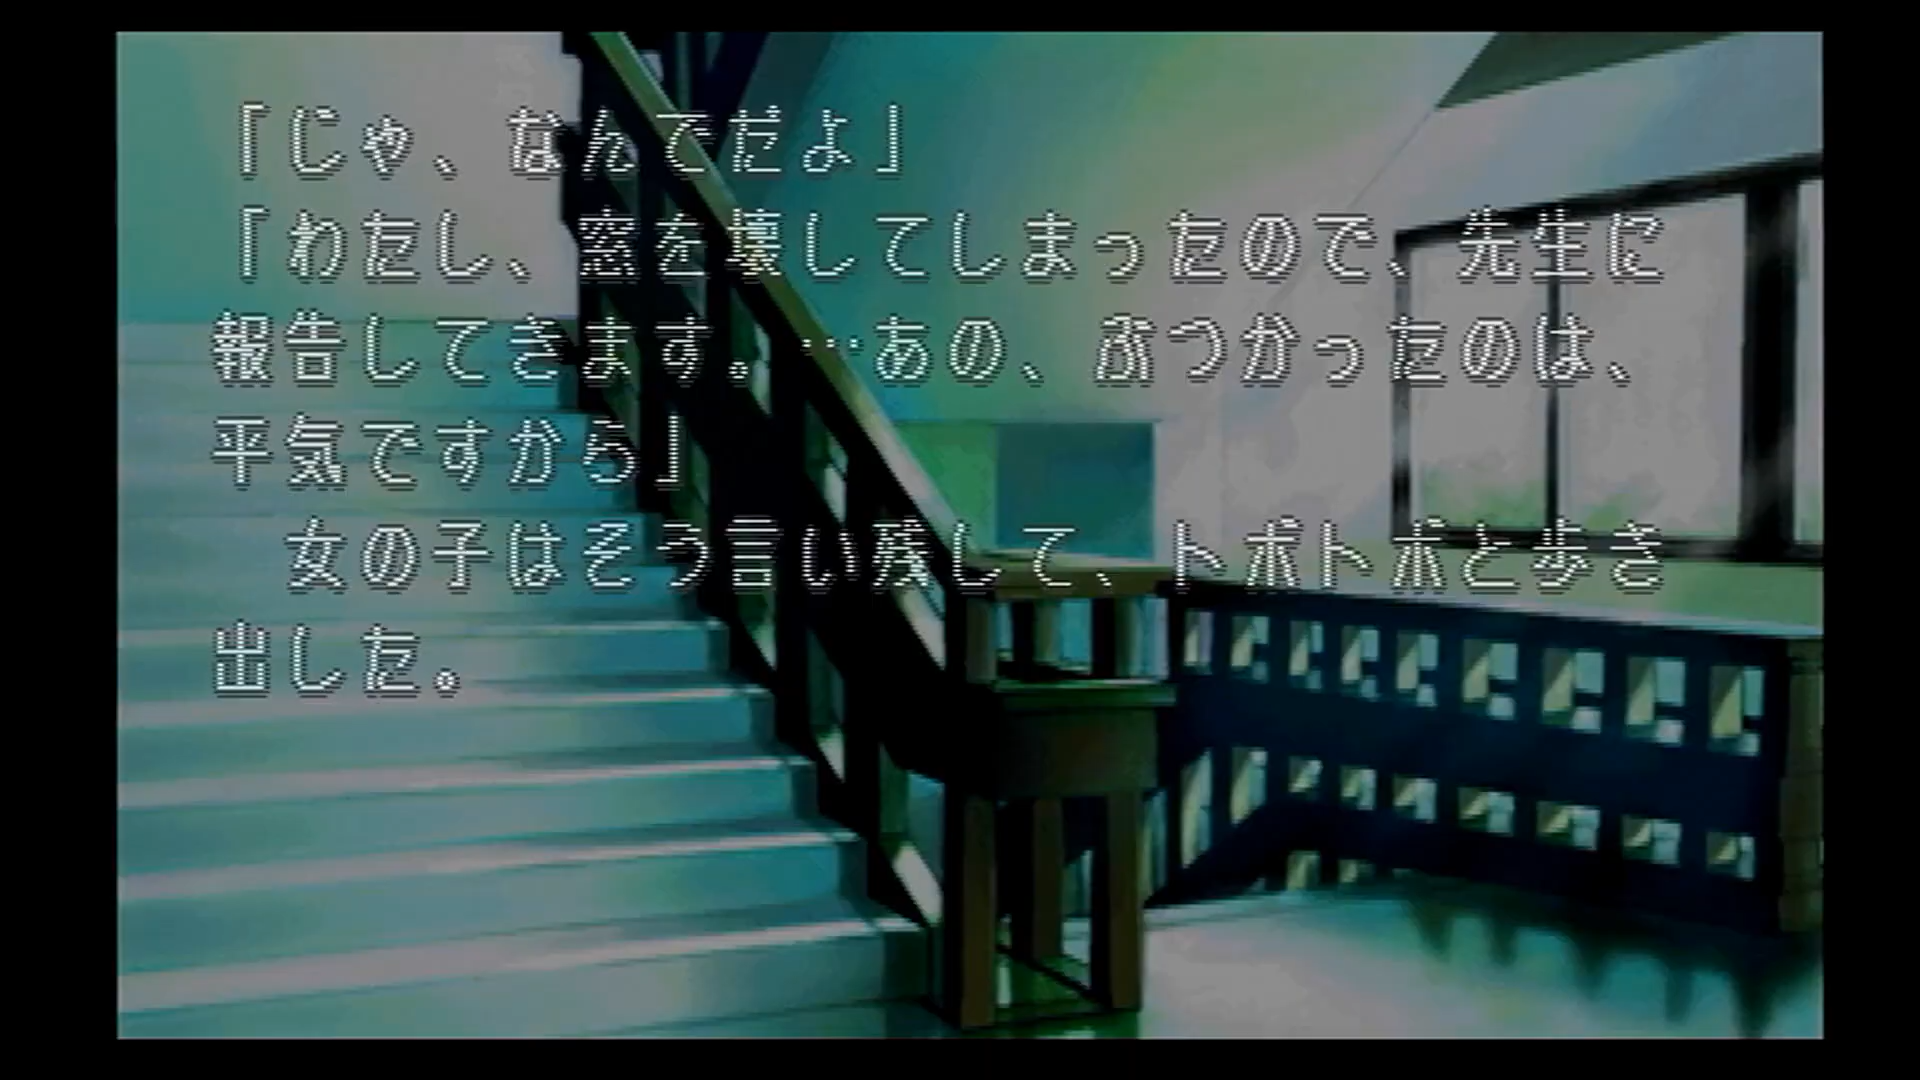 「じゃ、なんでだよ」
「わたし、窓を壊してしまったので、先生に
報告してきます。…あの、ぶつかったのは、
平気ですから」
　女の子はそう言い残して、トボトボと歩き
出した。